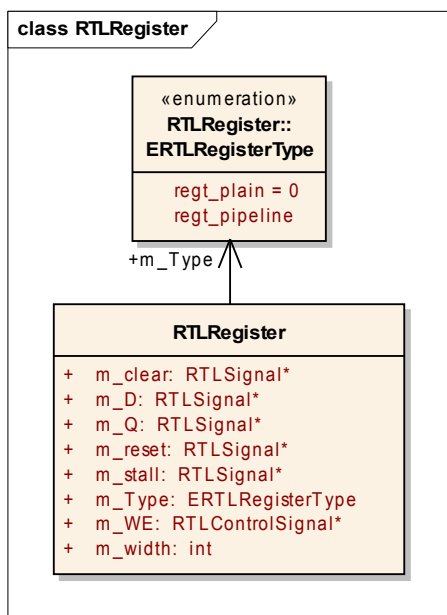 class RTLRegister
«enumeration»
RTLRegister::
ERTLRegisterType
regt_plain = 0
regt_pipeline
+m_Type
RTLRegister
+ m_clear: RTLSignal*
+ m_D: RTLSignal*
+ m_Q: RTLSignal*
+ m_reset: RTLSignal*
+ m_stall: RTLSignal*
+ m_Type: ERTLRegisterType
+ m_WE: RTLControlSignal*
+ m_width: int